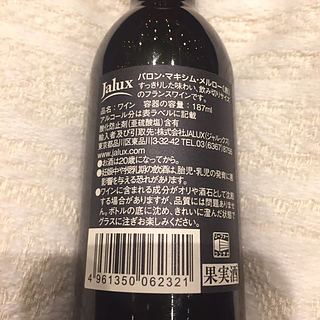 Jalux
バロン・マキシム・メルロー(赤)
すっきりした味わい、飲み切りサイズ
のフランスワインです。
品名：ワイン 容器の容量：187ml
アルコール分は表ラベルに記載
酸化防止剤(亜硫酸塩)含有
輸入者及び引取先：株式会社JALUX(ジャルックス)
東京都品川区東品川3-32-42 TEL 03(6367)8756
www.jalux.com
●お酒は20歳になってから。
●妊娠中や授乳期の飲酒は、胎児・乳児の発育に悪
影響を与える恐れがあります。
●ワインに含まれる成分がオリや酒石として沈殿
する場合がありますが、品質には問題ありませ
ん。ボトルの底に沈め、きれいに澄んだ状態で
グラスに注ぎお楽しみください。
4 961350 062321
果実酒